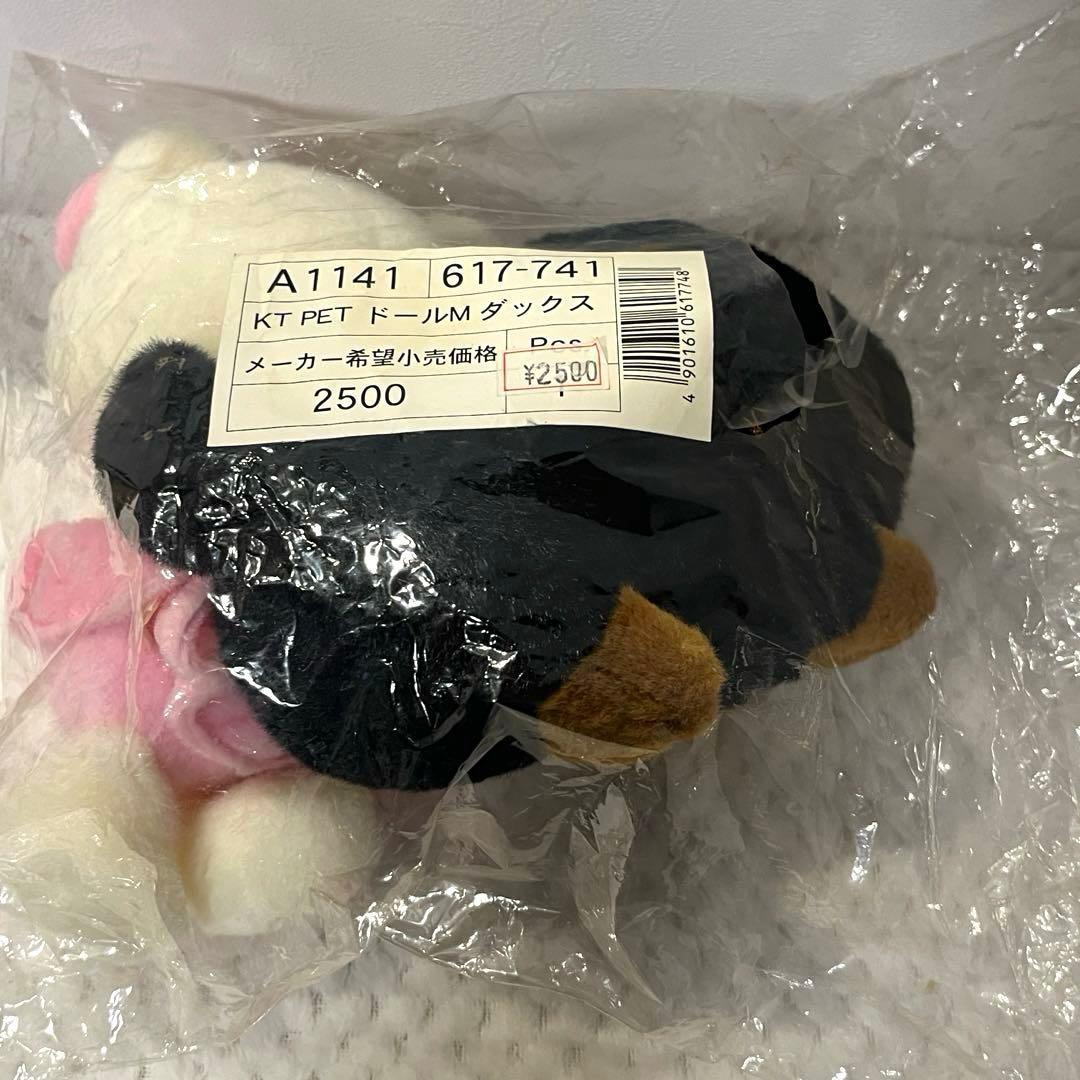 A1141 617-741
KT PET ドールM ダックス
メーカー希望小売価格
¥2500
2500
4 901610 617748